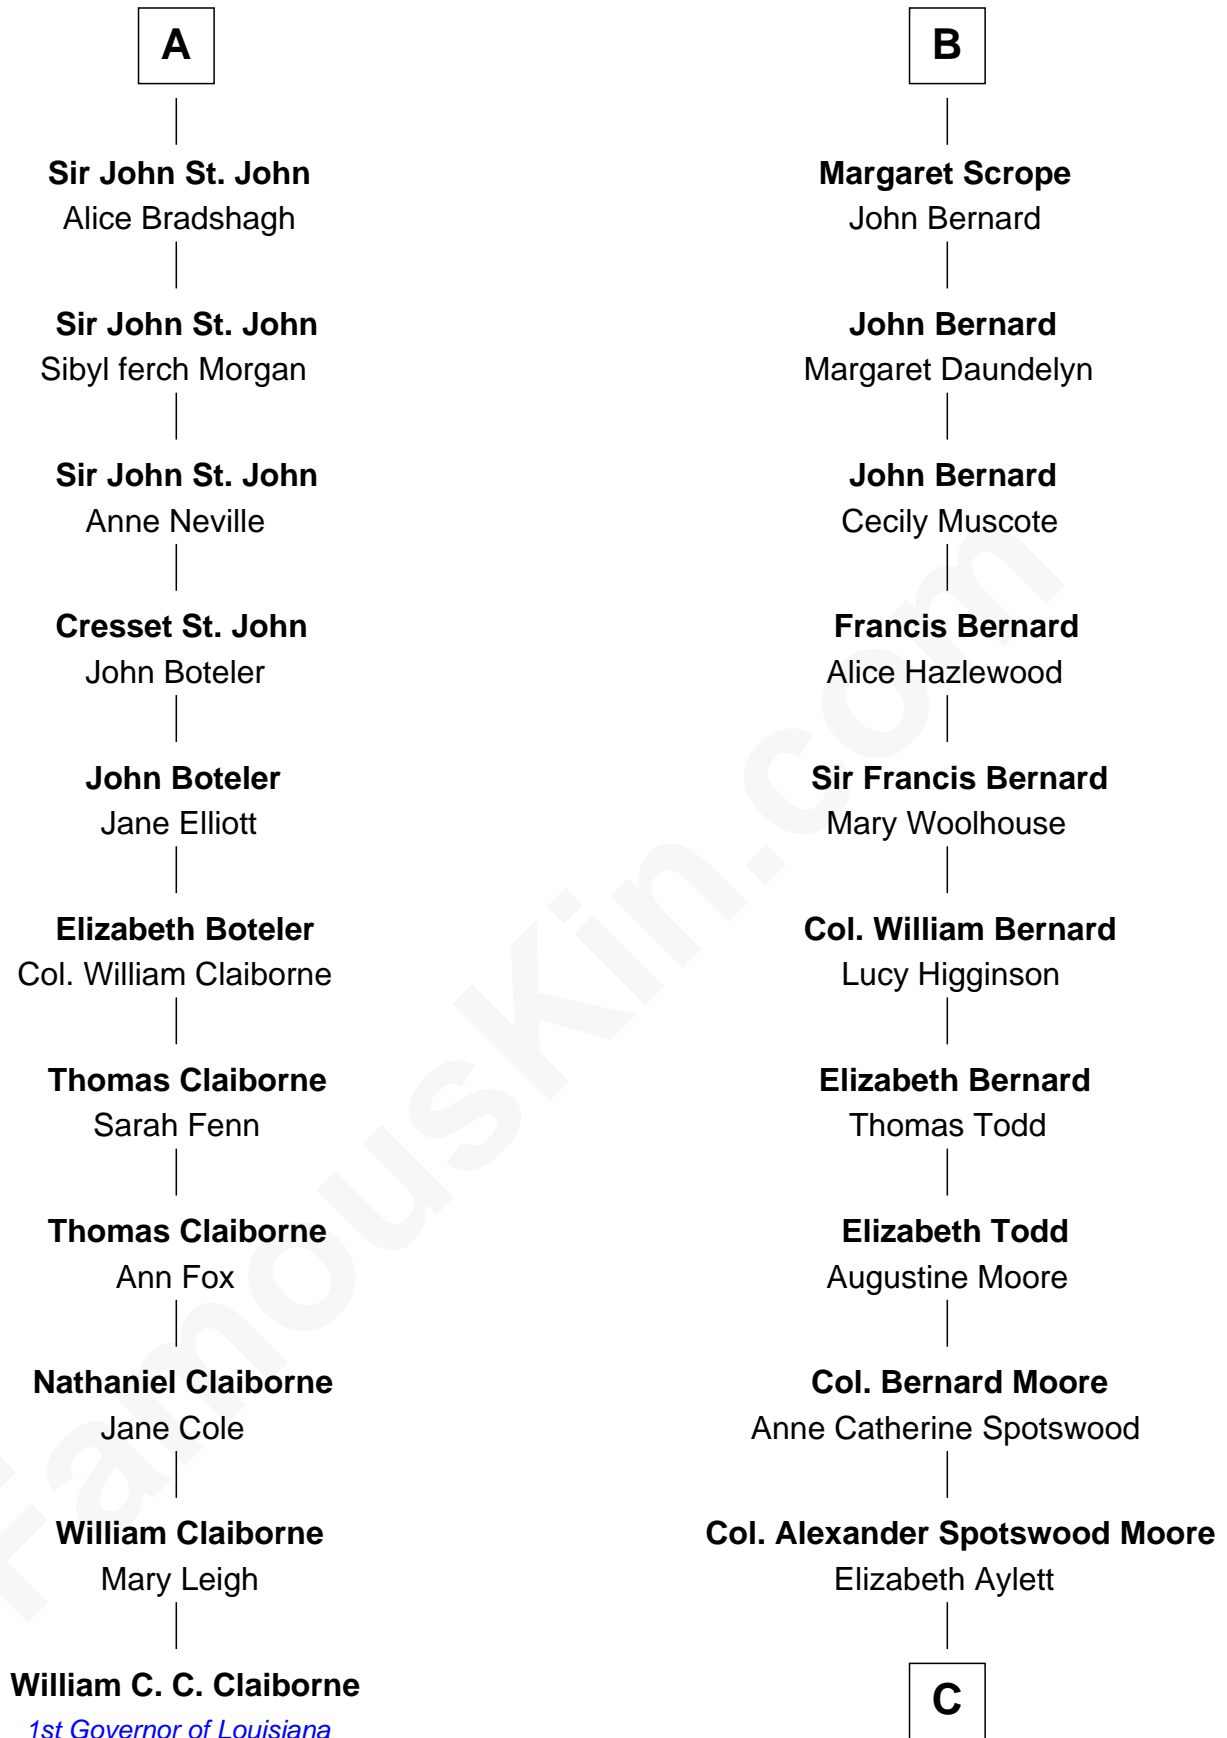 A
Sir John St. John
Alice Bradshagh
Sir John St. John
Sibyl ferch Morgan
Sir John St. John
Anne Neville
Cresset St. John
John Boteler
John Boteler
Jane Elliott
Elizabeth Boteler
Col. William Claiborne
Thomas Claiborne
Sarah Fenn
Thomas Claiborne
Ann Fox
Nathaniel Claiborne
Jane Cole
William Claiborne
Mary Leigh
William C. C. Claiborne
1st Governor of Louisiana
B
Margaret Scrope
John Bernard
John Bernard
Margaret Daundelyn
John Bernard
Cecily Muscote
Francis Bernard
Alice Hazlewood
Sir Francis Bernard
Mary Woolhouse
Col. William Bernard
Lucy Higginson
Elizabeth Bernard
Thomas Todd
Elizabeth Todd
Augustine Moore
Col. Bernard Moore
Anne Catherine Spotswood
Col. Alexander Spotswood Moore
Elizabeth Aylett
C
FamousKin.com